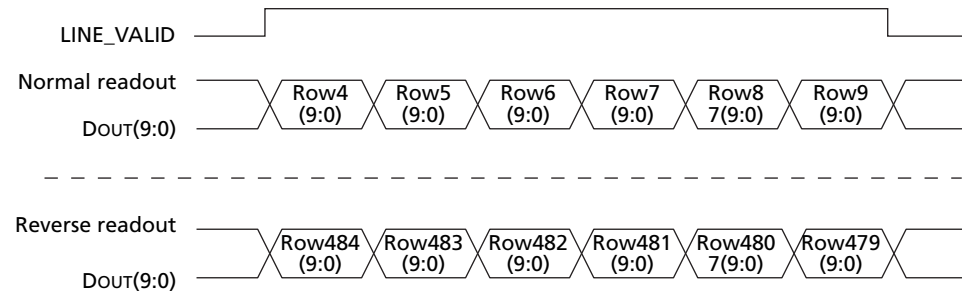 LINE_VALID
Normal readout
Row4 Row5 Row6 Row7 Row8 Row9
(9:0) (9:0) (9:0) (9:0) 7(9:0) (9:0)
DOUT(9:0)
Reverse readout
Row484 Row483 Row482 Row481 Row480 Row479
(9:0) (9:0) (9:0) (9:0) 7(9:0) (9:0)
DOUT(9:0)